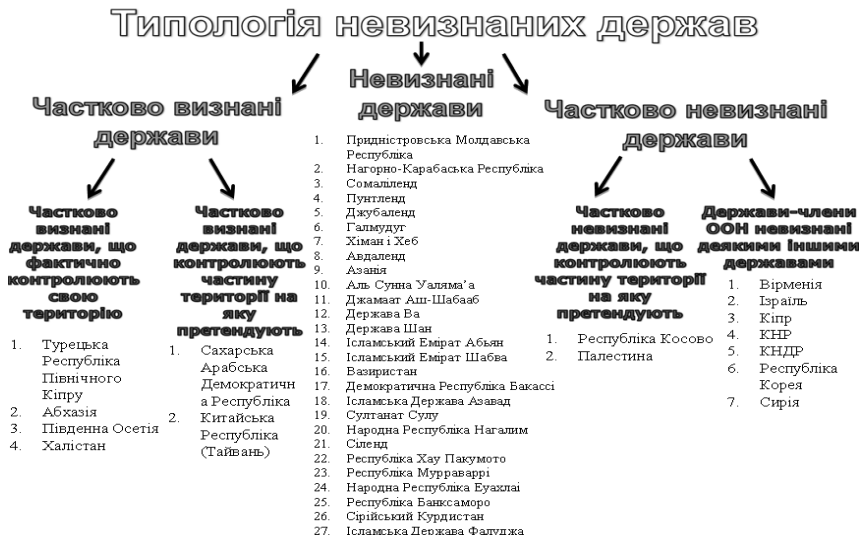 Типологія невизнаних держав
Частково визнані
держави
Частково
визнані
держави, що
фактично
контролюють
свою
територію
1. Турецька
Республіка
Північного
Кіпру
2. Абхазія
3. Південна Осетія
4. Халістан
Частково
визнані
держави, що
контролюють
частину
території на
яку
претендують
1. Сахарська
Арабська
Демократичн
а Республіка
2. Китайська
Республіка
(Тайвань)
Невизнані
держави
1. Придністровська Молдавська
Республіка
2. Нагорно-Карабаська Республіка
3. Сомаліленд
4. Пунтленд
5. Джубаленд
6. Галмудуг
7. Хіман і Хеб
8. Авдаленд
9. Азанія
10. Аль Сунна Уаляма’а
11. Джамаат Аш-Шабааб
12. Держава Ва
13. Держава Шан
14. Ісламський Емірат Абьян
15. Ісламський Емірат Шабва
16. Вазиристан
17. Демократична Республіка Бакассі
18. Ісламська Держава Азавад
19. Султанат Сулу
20. Народна Республіка Нагалим
21. Сіленд
22. Республіка Хау Пакумото
23. Республіка Мурраваррі
24. Народна Республіка Еуахлаі
25. Республіка Банксаморо
26. Сірійський Курдистан
27. Ісламська Держава Фалуджа
Частково невизнані
держави
Частково
невизнані
держави, що
контролюють
частину території
на яку
претендують
1. Республіка Косово
2. Палестина
Держави-члени
ООН невизнані
деякими іншими
державами
1. Вірменія
2. Ізраїль
3. Кіпр
4. КНР
5. КНДР
6. Республіка
Корея
7. Сирія